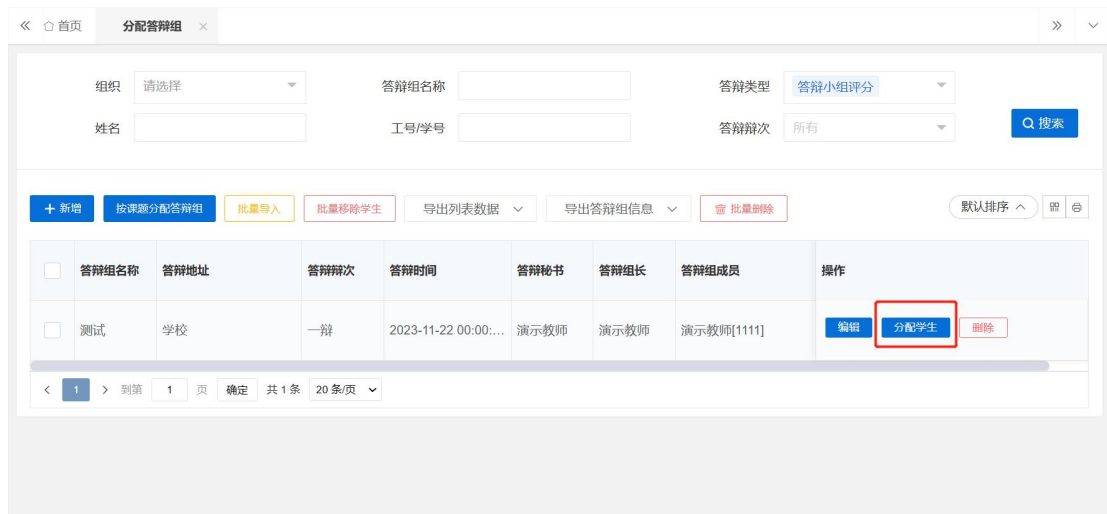 首页 分配答辩组
组织 请选择 答辩组名称 答辩类型 答辩小组评分
姓名 工号/学号 答辩辩次 所有 搜索
新增 按课题分配答辩组 批量导入 批量移除学生 导出列表数据 导出答辩组信息 批量删除 默认排序
答辩组名称 答辩地址 答辩辩次 答辩时间 答辩秘书 答辩组长 答辩组成员 操作
测试 学校 一辩 2023-11-22 00:00:... 演示教师 演示教师 演示教师[1111] 编辑 分配学生 删除
1 到第 1 页 确定 共 1 条 20 条/页